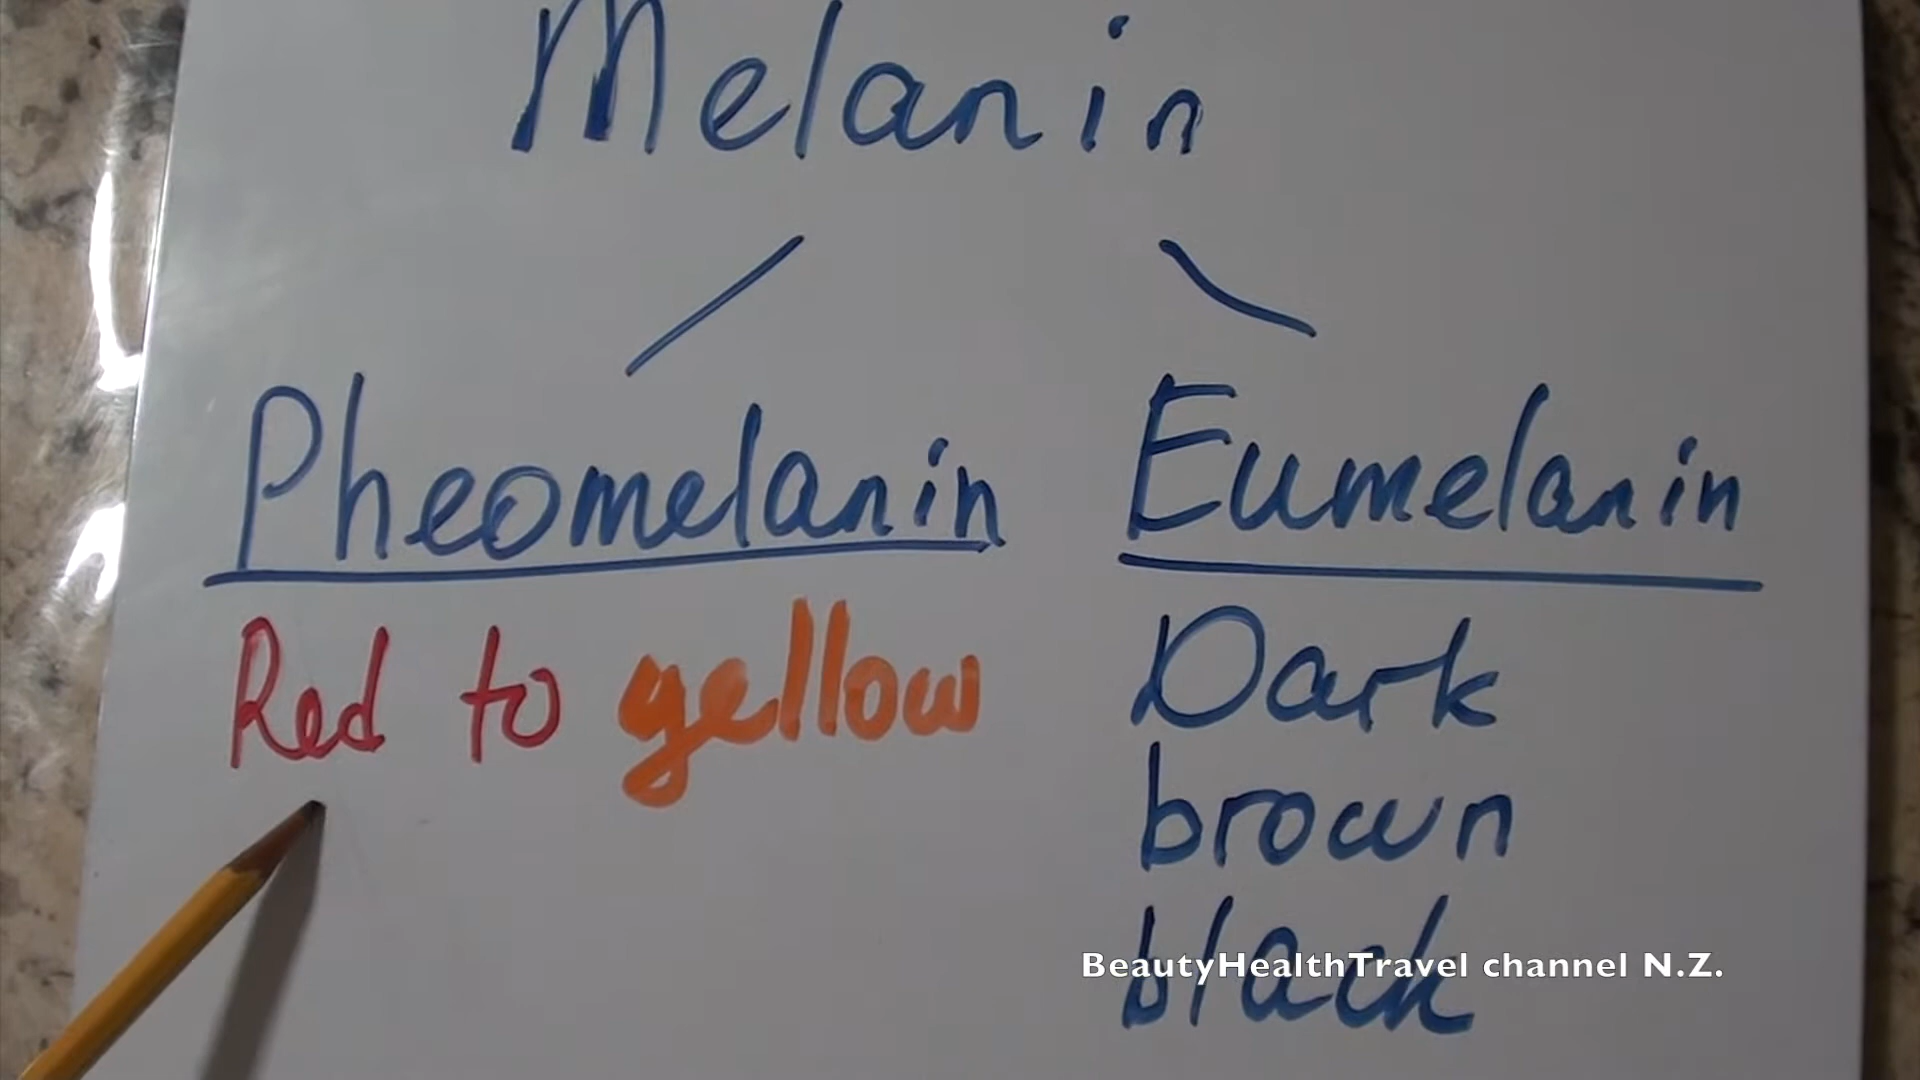 Melanin
Pheomelanin
Eumelanin
Red to yellow
Dark
brown
black
BeautyHealthTravel channel N.Z.